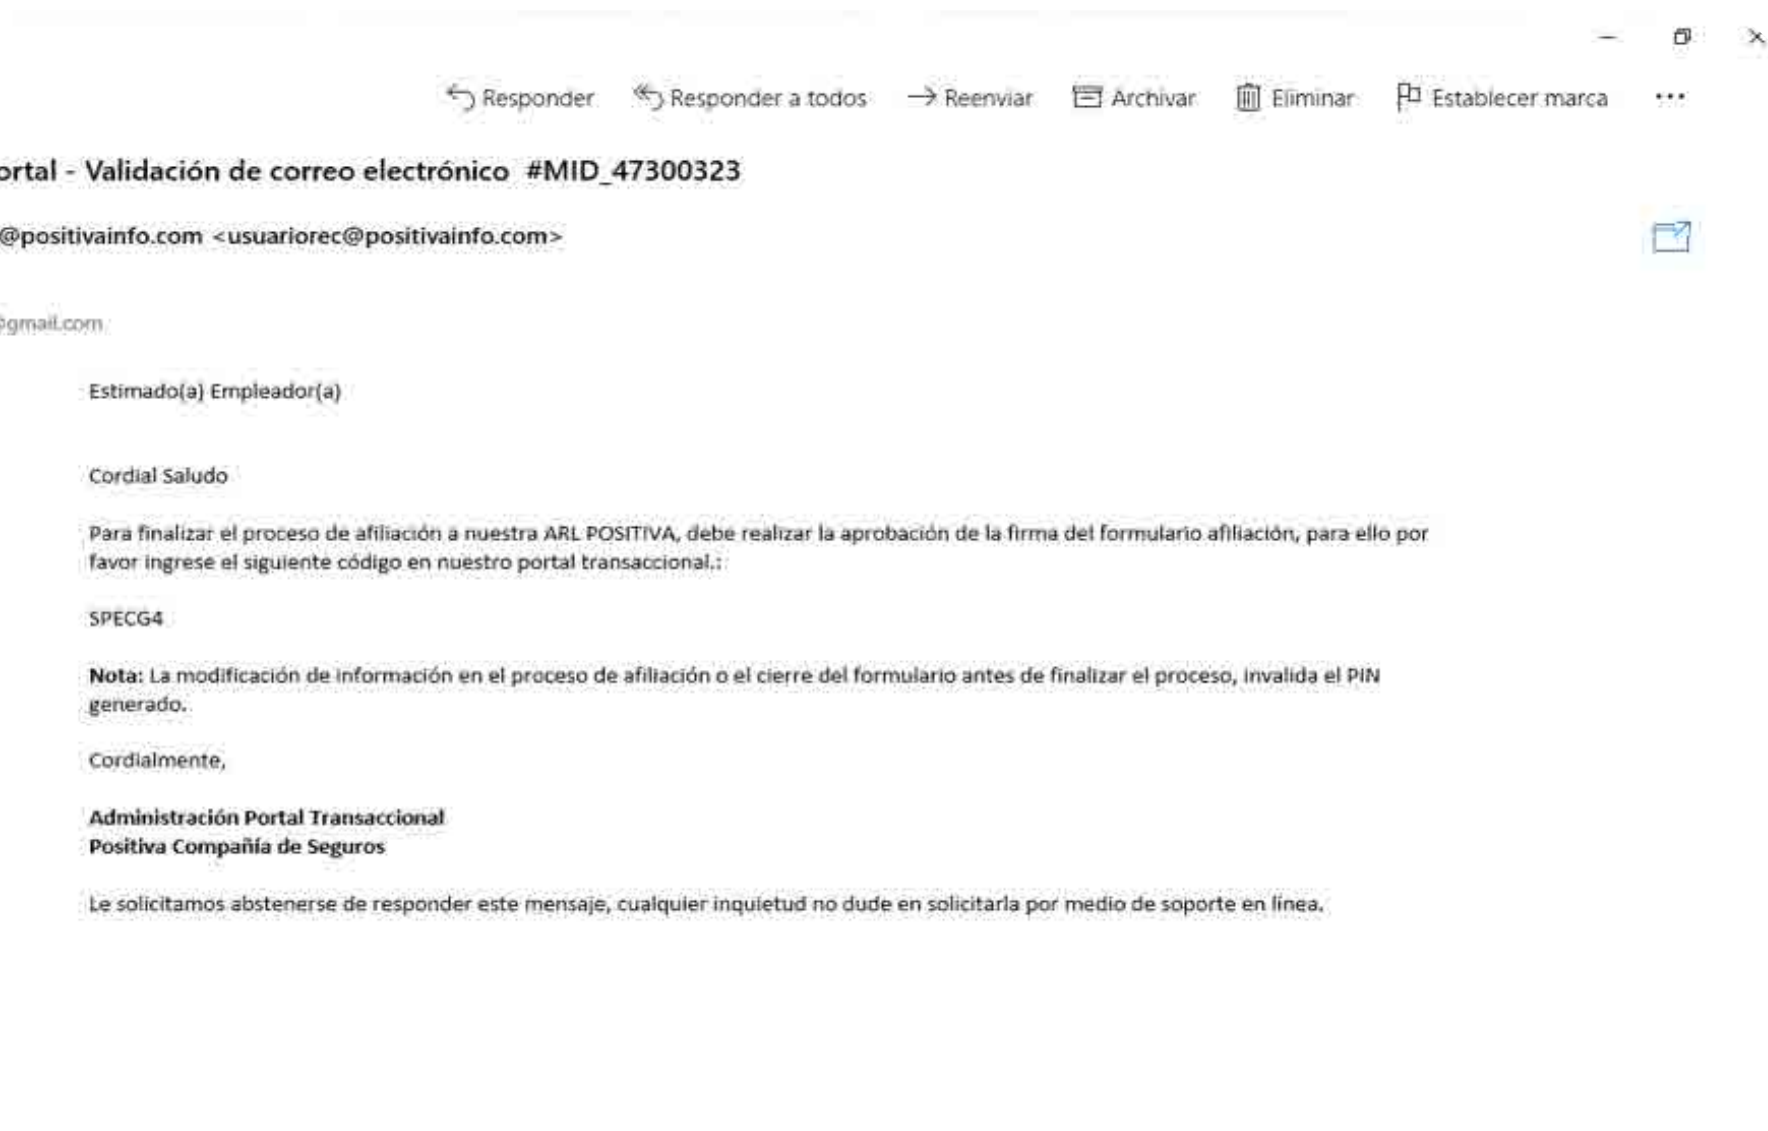 Responder Responder a todos Reenviar Archivar Eliminar Establecer marca
ortal - Validación de correo electrónico #MID_47300323
@positivainfo.com <usuariorec@positivainfo.com>
@gmail.com
Estimado(a) Empleador(a)
Cordial Saludo
Para finalizar el proceso de afiliación a nuestra ARL POSITIVA, debe realizar la aprobación de la firma del formulario afiliación, para ello por
favor ingrese el siguiente código en nuestro portal transaccional.:
SPECG4
Nota: La modificación de información en el proceso de afiliación o el cierre del formulario antes de finalizar el proceso, invalida el PIN
generado.
Cordialmente,
Administración Portal Transaccional
Positiva Compañía de Seguros
Le solicitamos abstenerse de responder este mensaje, cualquier inquietud no dude en solicitarla por medio de soporte en línea.